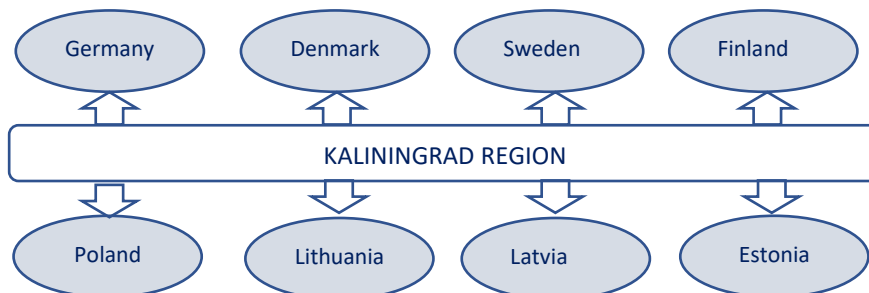 Germany Denmark Sweden Finland
KALININGRAD REGION
Poland Lithuania Latvia Estonia